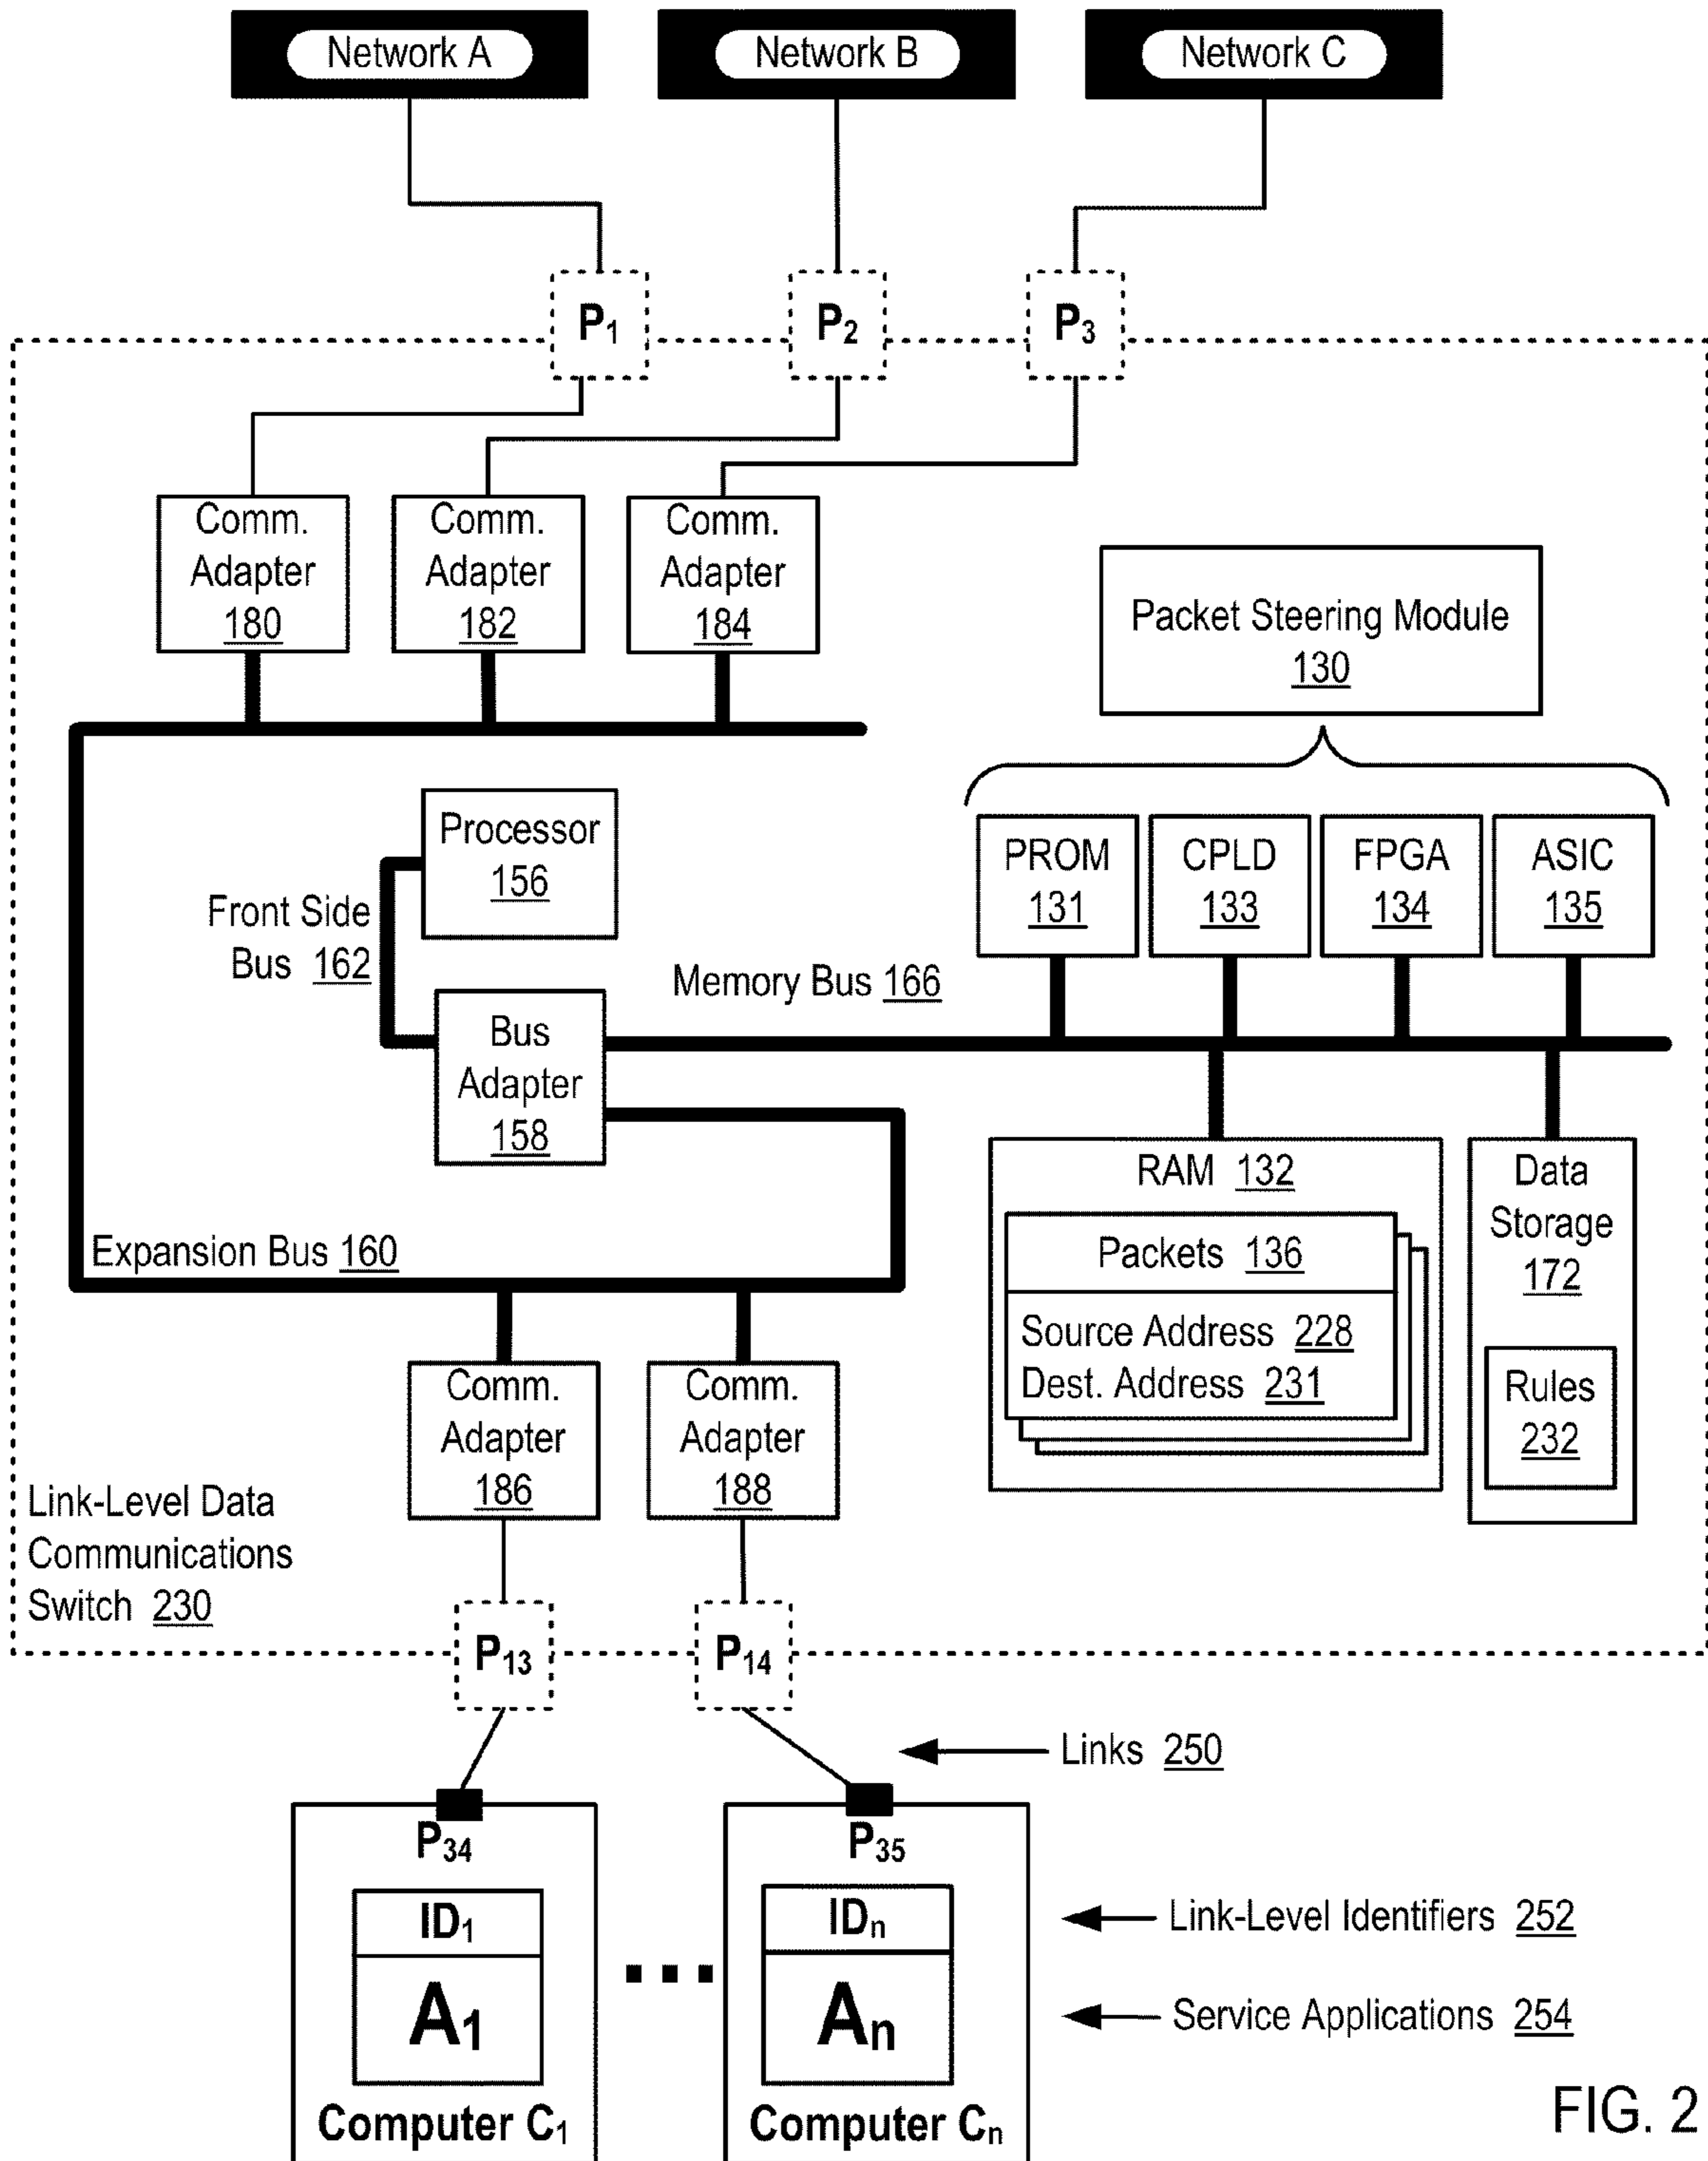 Network A
Network B
Network C
P1
P2
P3
Comm.
Adapter
180
Comm.
Adapter
182
Comm.
Adapter
184
Packet Steering Module
130
Processor
156
PROM
131
CPLD
133
FPGA
134
ASIC
135
Front Side
Bus 162
Memory Bus 166
Bus
Adapter
158
RAM 132
Packets 136
Source Address 228
Dest. Address 231
Data
Storage
172
Rules
232
Expansion Bus 160
Comm.
Adapter
186
Comm.
Adapter
188
Link-Level Data
Communications
Switch 230
P13
P14
Links 250
P34
P35
ID1
IDn
Link-Level Identifiers 252
A1
An
Service Applications 254
Computer C1
Computer Cn
FIG. 2